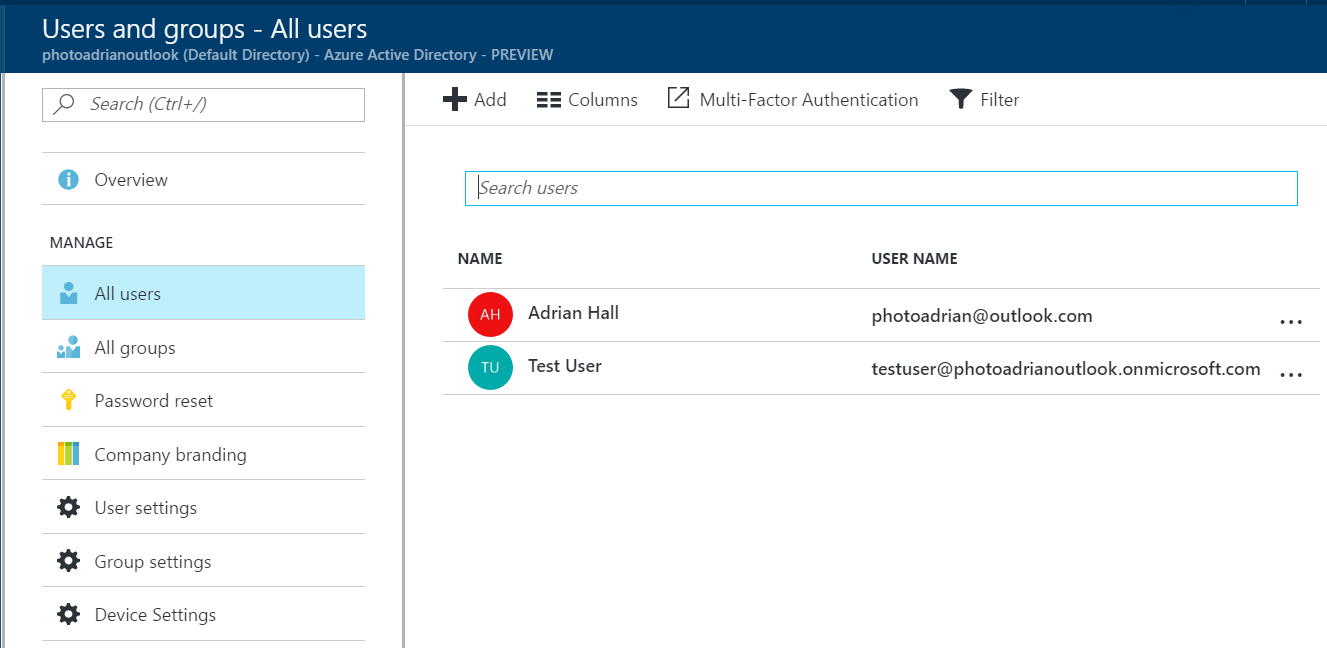 Users and groups - All users
photoadrianoutlook (Default Directory) - Azure Active Directory - PREVIEW
Search (Ctrl+/)
Overview
MANAGE
All users
All groups
Password reset
Company branding
User settings
Group settings
Device Settings
Add Columns Multi-Factor Authentication Filter
Search users
NAME USER NAME
AH Adrian Hall photoadrian@outlook.com ...
TU Test User testuser@photoadrianoutlook.onmicrosoft.com ...